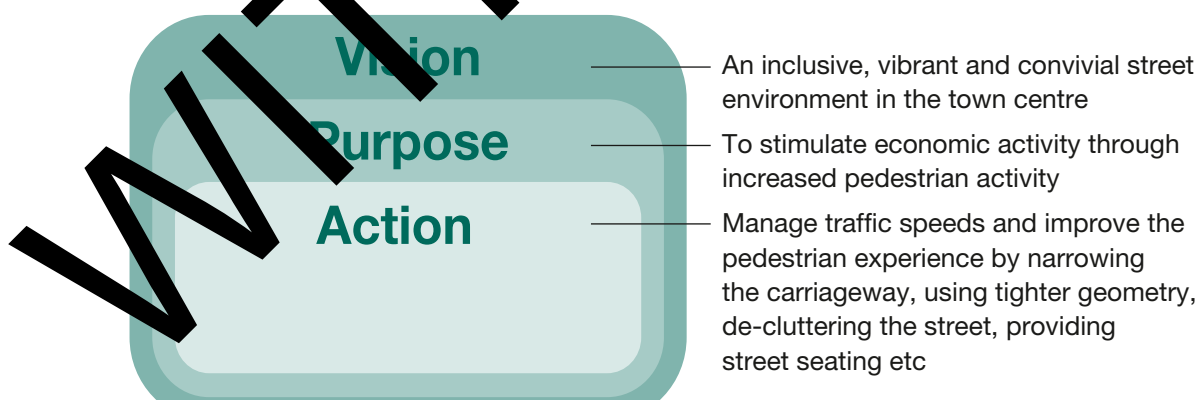 Vision
An inclusive, vibrant and convivial street
environment in the town centre
Purpose
To stimulate economic activity through
increased pedestrian activity
Action
Manage traffic speeds and improve the
pedestrian experience by narrowing
the carriageway, using tighter geometry,
de-cluttering the street, providing
street seating etc